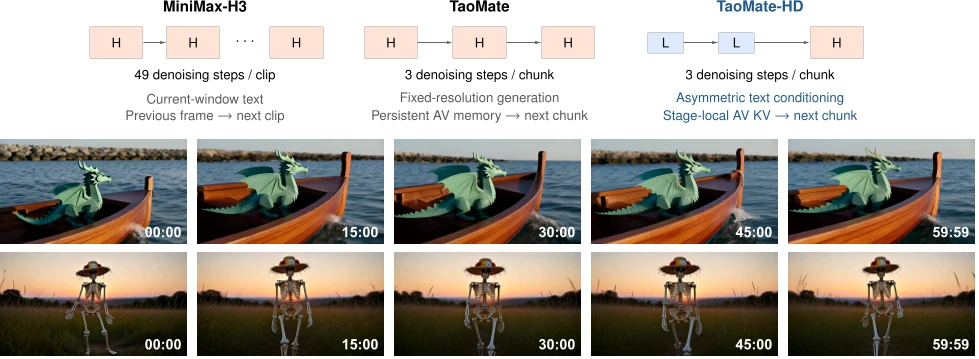 MiniMax-H3
H H · · · H
49 denoising steps / clip
Current-window text
Previous frame → next clip
TaoMate
H H H
3 denoising steps / chunk
Fixed-resolution generation
Persistent AV memory → next chunk
TaoMate-HD
L L H
3 denoising steps / chunk
Asymmetric text conditioning
Stage-local AV KV → next chunk
00:00 15:00 30:00 45:00 59:59
00:00 15:00 30:00 45:00 59:59